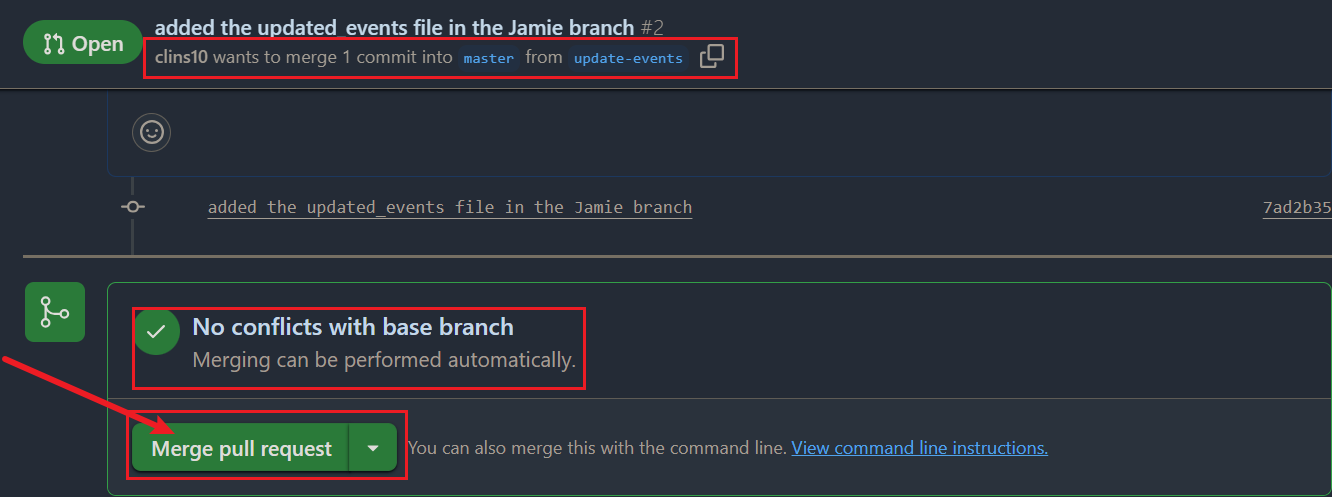 Open
added the updated_events file in the Jamie branch #2
clins10 wants to merge 1 commit into master from update-events
added the updated_events file in the Jamie branch 7ad2b35
No conflicts with base branch
Merging can be performed automatically.
Merge pull request
You can also merge this with the command line. View command line instructions.